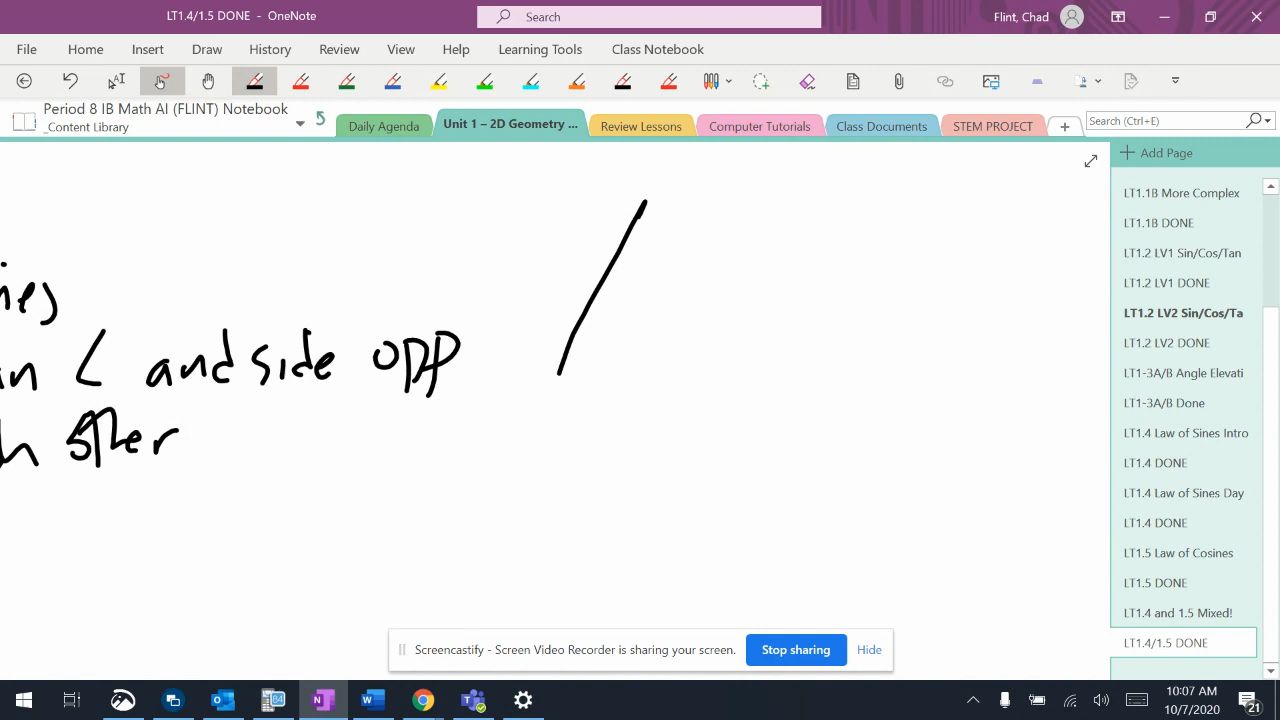 LT1.4/1.5 DONE - OneNote
Search
Flint, Chad
File Home Insert Draw History Review View Help Learning Tools Class Notebook
Period 8 IB Math AI (FLINT) Notebook
_Content Library
Daily Agenda
Unit 1 – 2D Geometry ...
Review Lessons
Computer Tutorials
Class Documents
STEM PROJECT
Search (Ctrl+E)
Add Page
LT1.1B More Complex
LT1.1B DONE
LT1.2 LV1 Sin/Cos/Tan
LT1.2 LV1 DONE
LT1.2 LV2 Sin/Cos/Ta
LT1.2 LV2 DONE
LT1-3A/B Angle Elevati
LT1-3A/B Done
LT1.4 Law of Sines Intro
LT1.4 DONE
LT1.4 Law of Sines Day
LT1.4 DONE
LT1.5 Law of Cosines
LT1.5 DONE
LT1.4 and 1.5 Mixed!
LT1.4/1.5 DONE
nes
an < and side opp
h other
Screencastify - Screen Video Recorder is sharing your screen.
Stop sharing
Hide
10:07 AM
10/7/2020
21